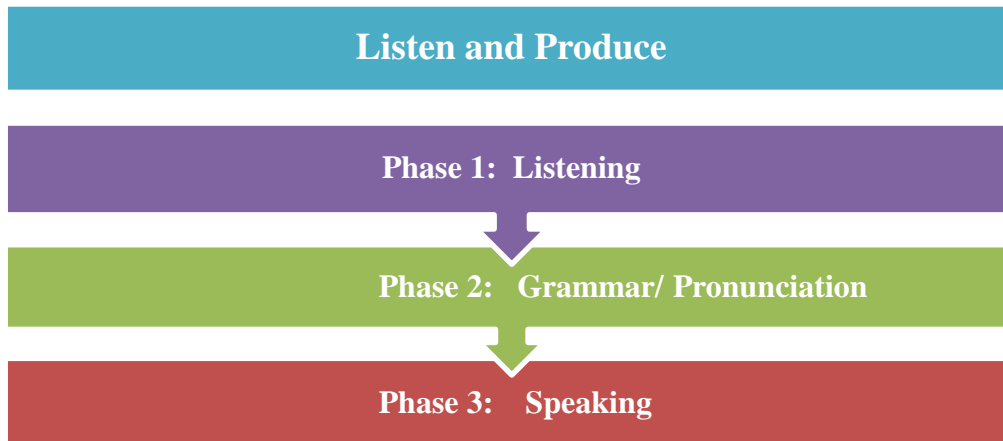 Listen and Produce
Phase 1:  Listening
Phase 2:   Grammar/ Pronunciation
Phase 3:    Speaking